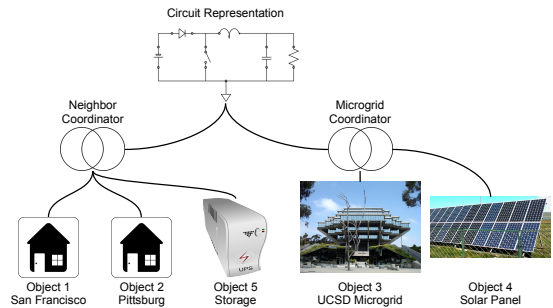 Circuit Representation
Neighbor
Coordinator
Microgrid
Coordinator
UPS
Object 1
San Francisco
Object 2
Pittsburg
Object 5
Storage
Object 3
UCSD Microgrid
Object 4
Solar Panel